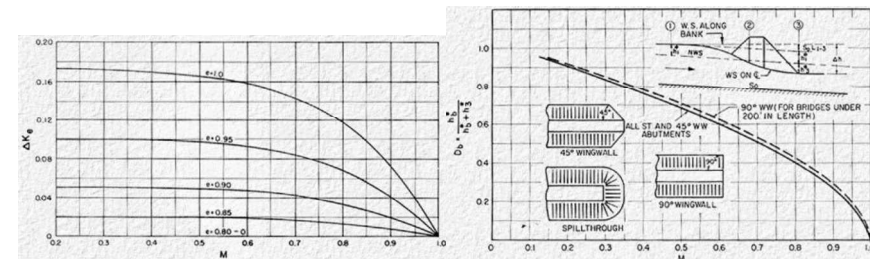 0.20
0.16
0.12
0.08
0.04
0
ΔKe
e=1.0
e=0.95
e=0.90
e=0.85
e=0.80-0
0.2 0.3 0.4 0.5 0.6 0.7 0.8 0.9 1.0
M
1.0
0.8
0.6
0.4
0.2
W. S. ALONG
BANK
NWS
WS ON ℄
S₀
Δh
90° WW (FOR BRIDGES UNDER
200' IN LENGTH)
ALL ST AND 45° WW
ABUTMENTS
45°
45° WINGWALL
90°
90° WINGWALL
SPILLTHROUGH
0 0.1 0.2 0.3 0.4 0.5 0.6 0.7 0.8 0.9